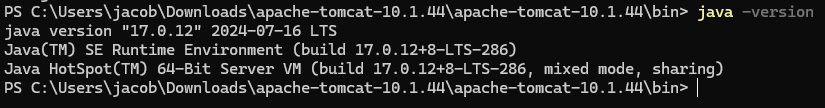 PS C:\Users\jacob\Downloads\apache-tomcat-10.1.44\apache-tomcat-10.1.44\bin> java -version
java version "17.0.12" 2024-07-16 LTS
Java(TM) SE Runtime Environment (build 17.0.12+8-LTS-286)
Java HotSpot(TM) 64-Bit Server VM (build 17.0.12+8-LTS-286, mixed mode, sharing)
PS C:\Users\jacob\Downloads\apache-tomcat-10.1.44\apache-tomcat-10.1.44\bin>